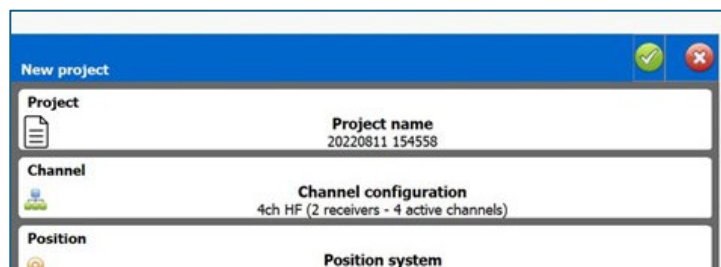 New project
Project
Project name
20220811 154558
Channel
Channel configuration
4ch HF (2 receivers - 4 active channels)
Position
Position system